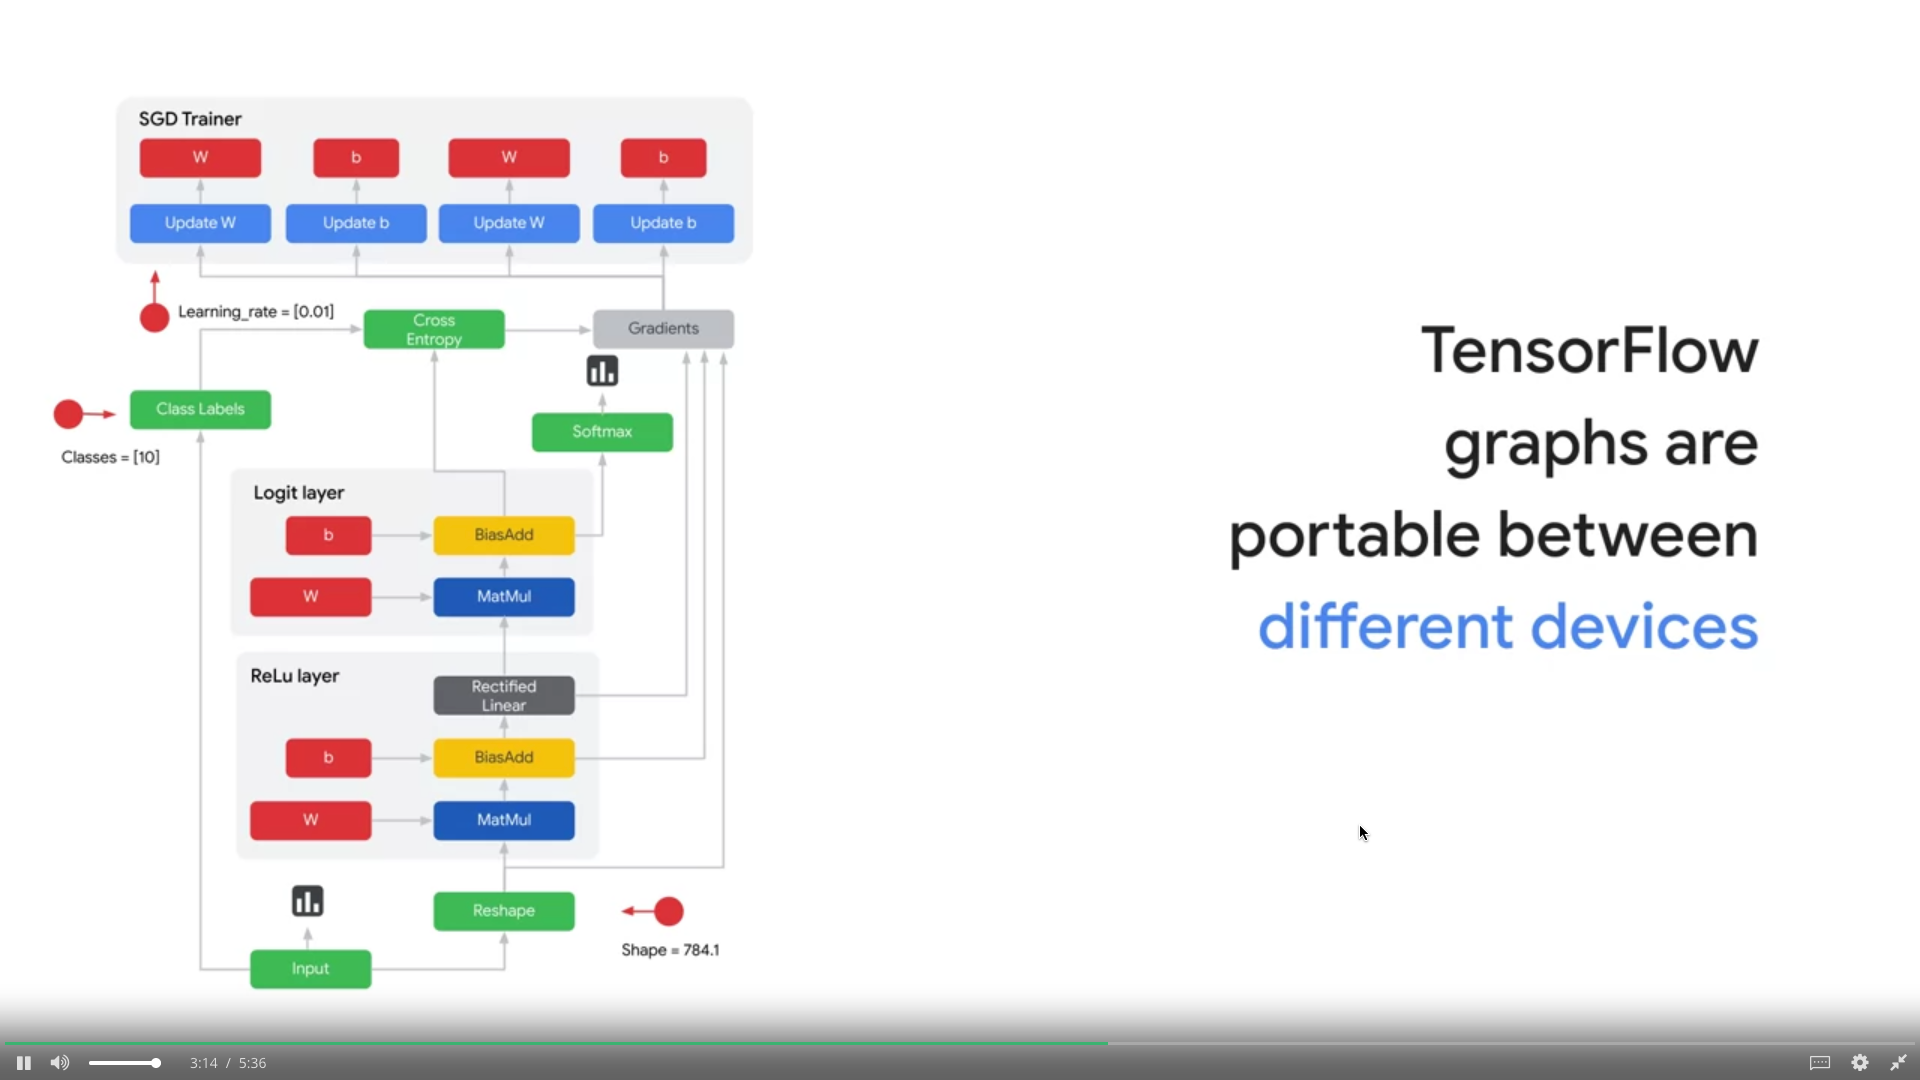 SGD Trainer
W
b
W
b
Update W
Update b
Update W
Update b
Learning_rate = [0.01]
Cross
Entropy
Gradients
Class Labels
Softmax
Classes = [10]
Logit layer
b
BiasAdd
W
MatMul
ReLu layer
Rectified
Linear
b
BiasAdd
W
MatMul
Reshape
Shape = 784.1
Input
TensorFlow
graphs are
portable between
different devices
3:14 / 5:36